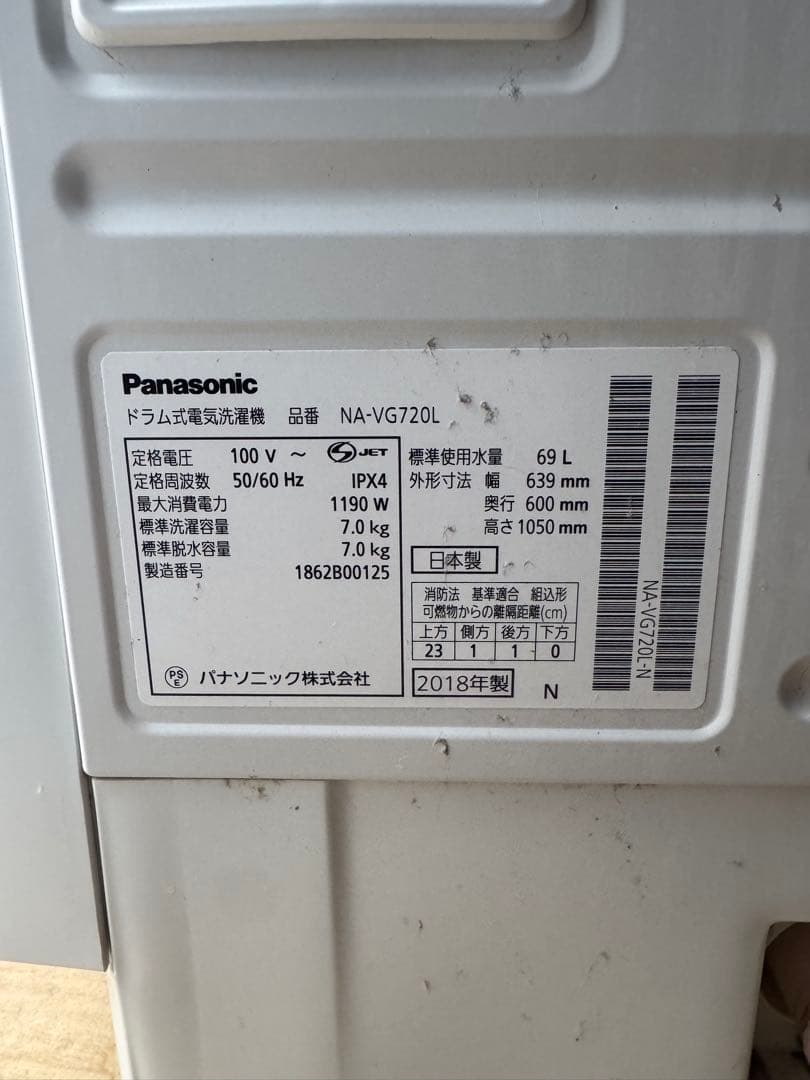 Panasonic
ドラム式電気洗濯機 品番 NA-VG720L
定格電圧 100 V ～ S JET
定格周波数 50/60 Hz IPX4
最大消費電力 1190 W
標準洗濯容量 7.0 kg
標準脱水容量 7.0 kg
製造番号 1862B00125
PSE パナソニック株式会社
標準使用水量 69 L
外形寸法 幅 639 mm
奥行 600 mm
高さ 1050 mm
日本製
消防法 基準適合 組込形
可燃物からの離隔距離(cm)
上方 側方 後方 下方
23 1 1 0
2018年製 N
NA-VG720L-N